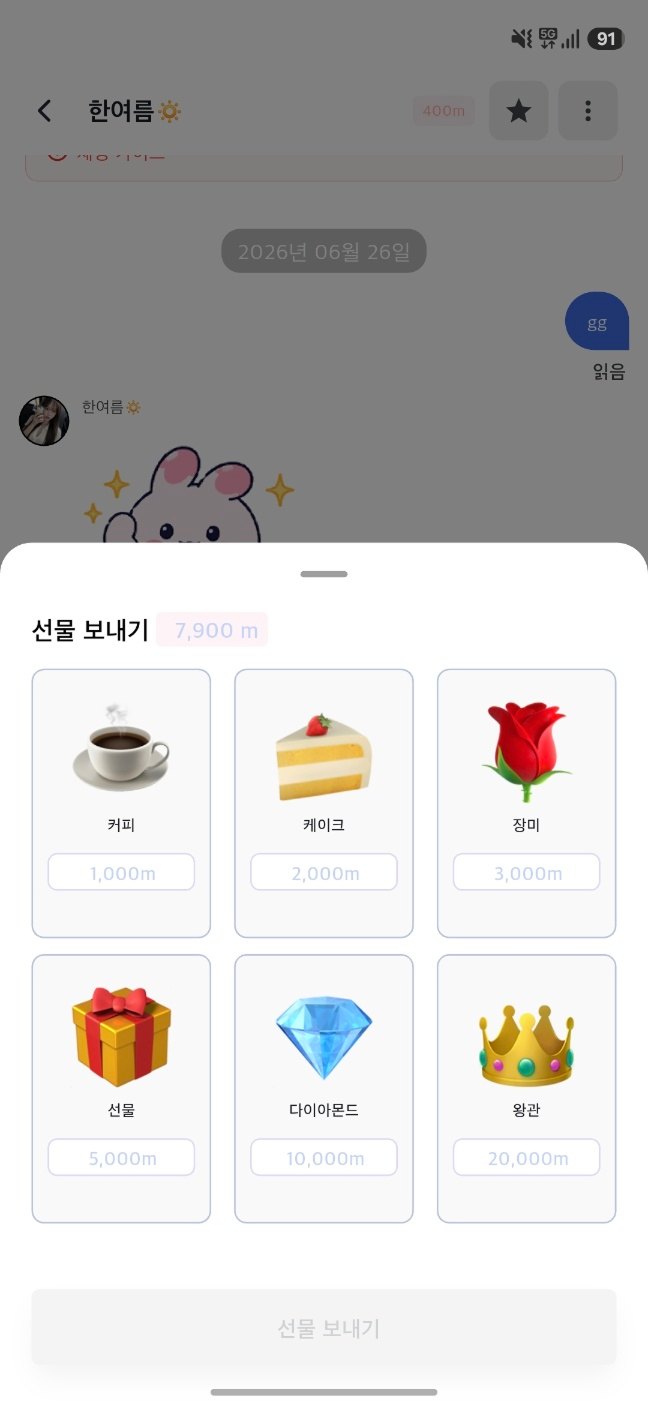 5G
91
한여름
400m
2026년 06월 26일
gg
읽음
한여름
선물 보내기 7,900 m
커피 케이크 장미
1,000m 2,000m 3,000m
선물 다이아몬드 왕관
5,000m 10,000m 20,000m
선물 보내기